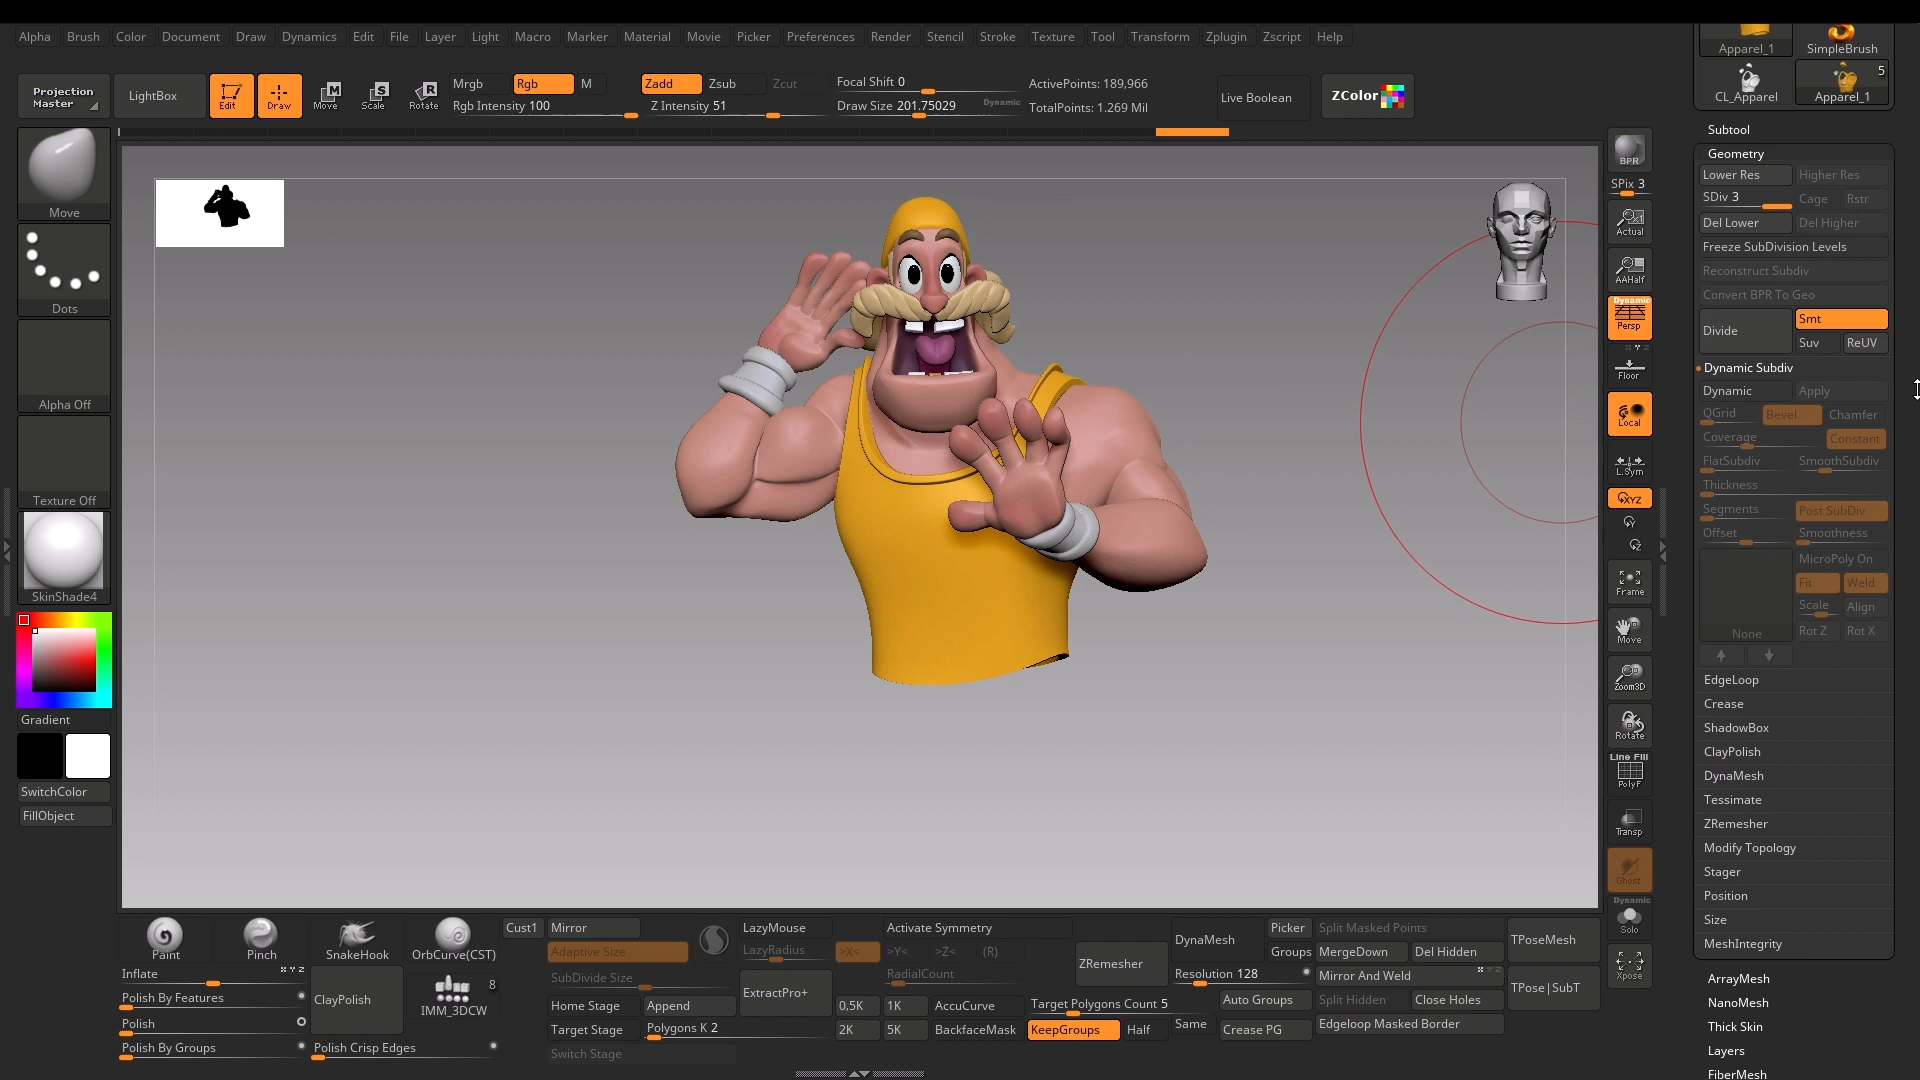 Alpha Brush Color Document Draw Dynamics Edit File Layer Light Macro Marker Material Movie Picker Preferences Render Stencil Stroke Texture Tool Transform Zplugin Zscript Help
Projection Master
LightBox
Edit
Draw
Move
Scale
Rotate
Mrgb Rgb M
Rgb Intensity 100
Zadd Zsub Zcut
Z Intensity 51
Focal Shift 0
Draw Size 201.75029 Dynamic
ActivePoints: 189,966
TotalPoints: 1.269 Mil
Live Boolean
ZColor
Move
Dots
Alpha Off
Texture Off
SkinShade4
Gradient
SwitchColor
FillObject
BPR
SPix 3
Actual
AAHalf
Dynamic
Persp
Floor
Local
L.Sym
XYZ
Y
Z
Frame
Move
Zoom3D
Rotate
Line Fill
PolyF
Transp
Ghost
Dynamic
Solo
Xpose
Apparel_1 SimpleBrush
5
CL_Apparel Apparel_1
Subtool
Geometry
Lower Res Higher Res
SDiv 3 Cage Rstr
Del Lower Del Higher
Freeze SubDivision Levels
Reconstruct Subdiv
Convert BPR To Geo
Divide Smt
Suv ReUV
Dynamic Subdiv
Dynamic Apply
QGrid Bevel Chamfer
Coverage Constant
FlatSubdiv SmoothSubdiv
Thickness
Segments Post SubDiv
Offset Smoothness
MicroPoly On
Fit Weld
Scale Align
None Rot Z Rot X
EdgeLoop
Crease
ShadowBox
ClayPolish
DynaMesh
Tessimate
ZRemesher
Modify Topology
Stager
Position
Size
MeshIntegrity
ArrayMesh
NanoMesh
Thick Skin
Layers
FiberMesh
Paint Pinch SnakeHook OrbCurve(CST)
Inflate
Polish By Features
Polish
Polish By Groups
ClayPolish
8
IMM_3DCW
Polish Crisp Edges
Cust1 Mirror
Adaptive Size
SubDivide Size
Home Stage Append
Target Stage Polygons K 2
Switch Stage
LazyMouse
LazyRadius
ExtractPro+
Activate Symmetry
>X< >Y< >Z< (R)
RadialCount
0,5K 1K AccuCurve
2K 5K BackfaceMask
ZRemesher
Target Polygons Count 5
KeepGroups Half Same
DynaMesh
Resolution 128
Auto Groups
Crease PG
Picker
Groups
Split Masked Points
MergeDown Del Hidden
Mirror And Weld
Split Hidden Close Holes
Edgeloop Masked Border
TPoseMesh
TPose|SubT